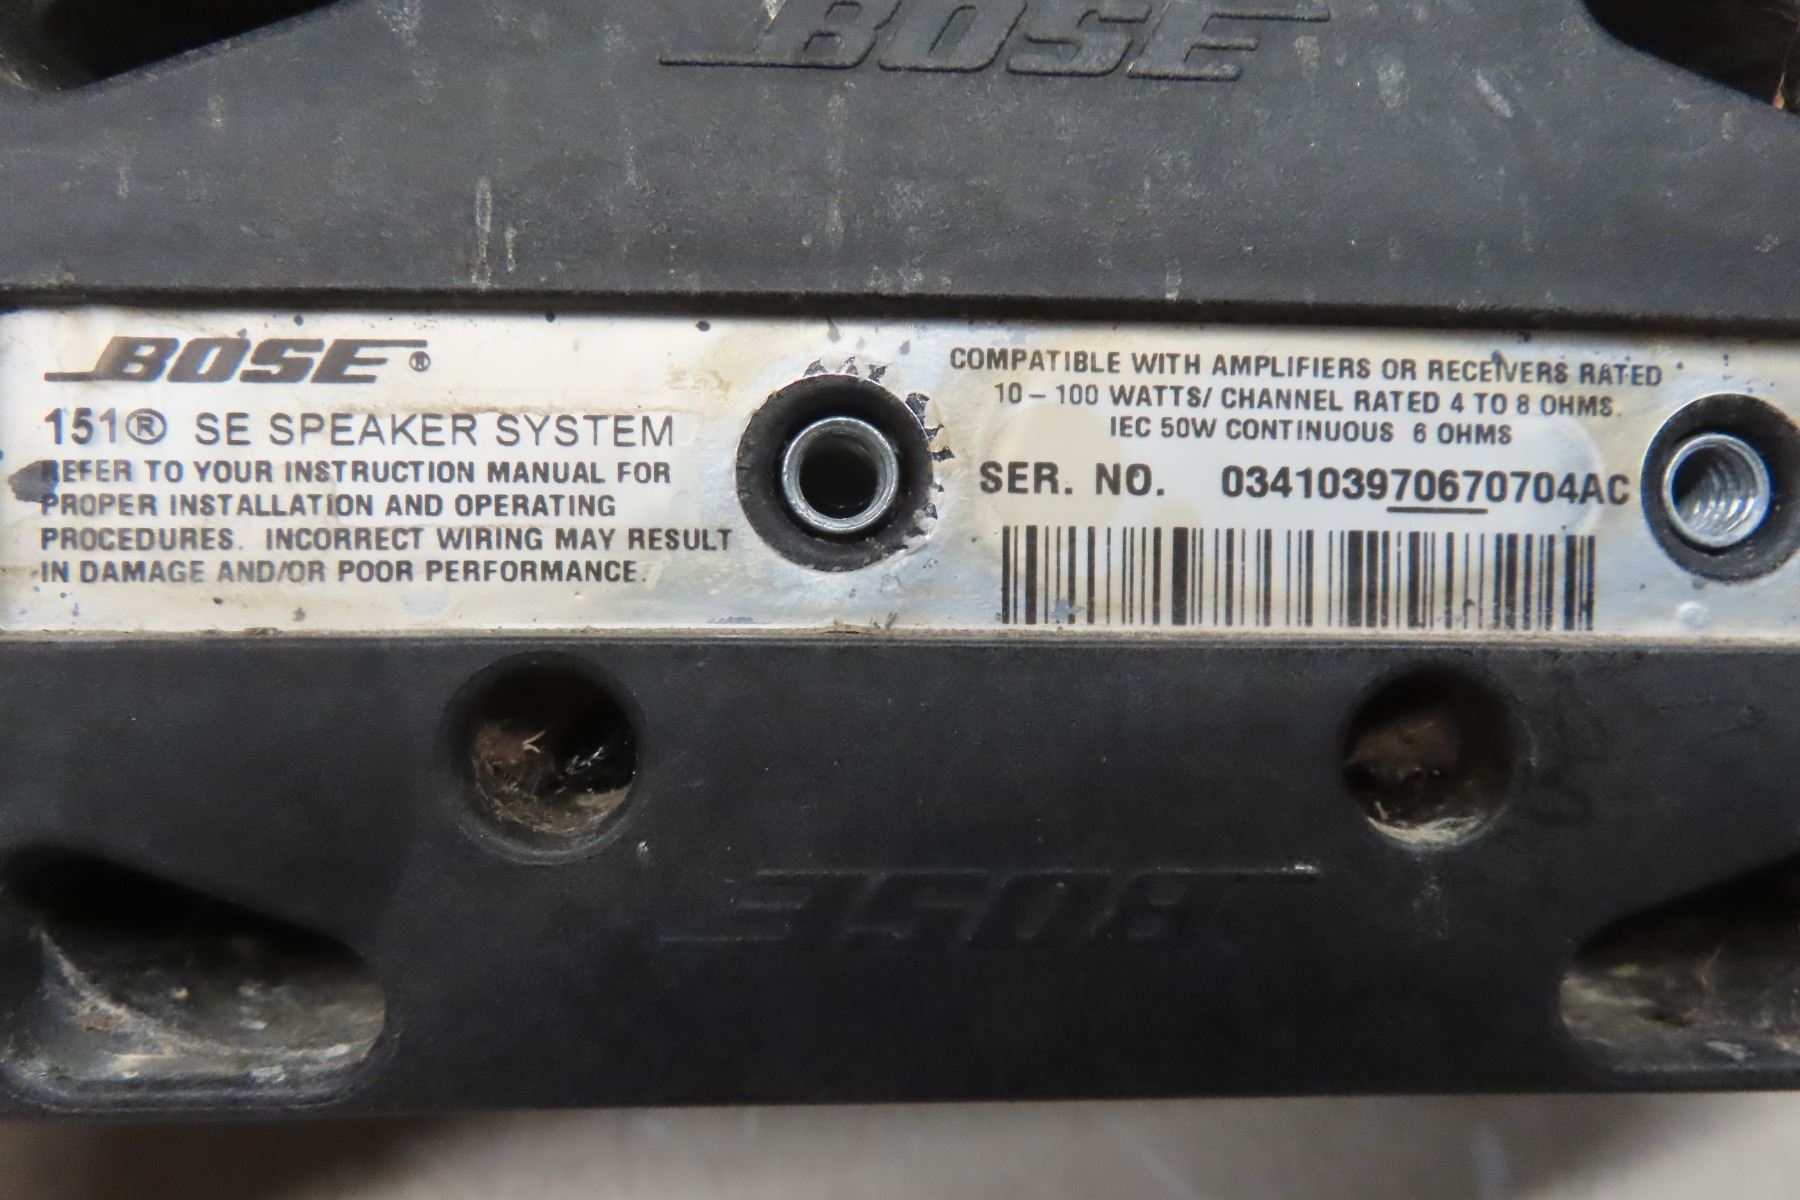 BOSE
BOSE®
151® SE SPEAKER SYSTEM
REFER TO YOUR INSTRUCTION MANUAL FOR
PROPER INSTALLATION AND OPERATING
PROCEDURES. INCORRECT WIRING MAY RESULT
IN DAMAGE AND/OR POOR PERFORMANCE.
COMPATIBLE WITH AMPLIFIERS OR RECEIVERS RATED
10 – 100 WATTS/ CHANNEL RATED 4 TO 8 OHMS.
IEC 50W CONTINUOUS 6 OHMS
SER. NO. 034103970670704AC
BOSE